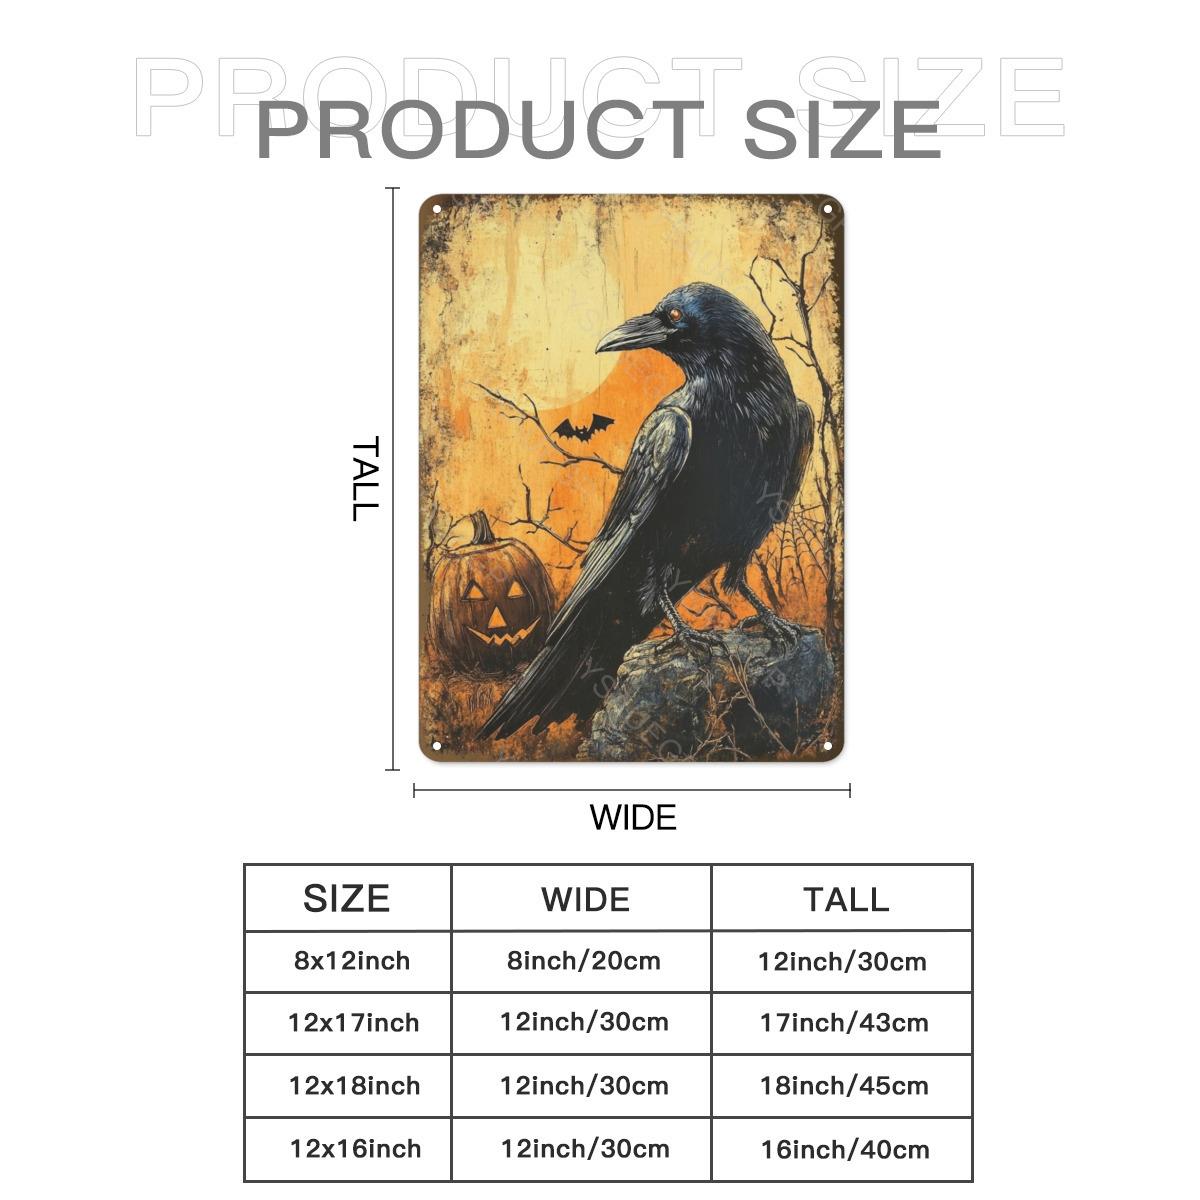 PRODUCT SIZE
PRODUCT SIZE
TALL
WIDE
SIZE WIDE TALL
8x12inch 8inch/20cm 12inch/30cm
12x17inch 12inch/30cm 17inch/43cm
12x18inch 12inch/30cm 18inch/45cm
12x16inch 12inch/30cm 16inch/40cm